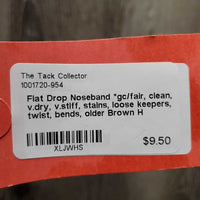 The Tack Collector
1001720-954
Flat Drop Noseband *gc/fair, clean,
v.dry, v.stiff, stains, loose keepers,
twist, bends, older Brown H
XLJWHS
$9.50